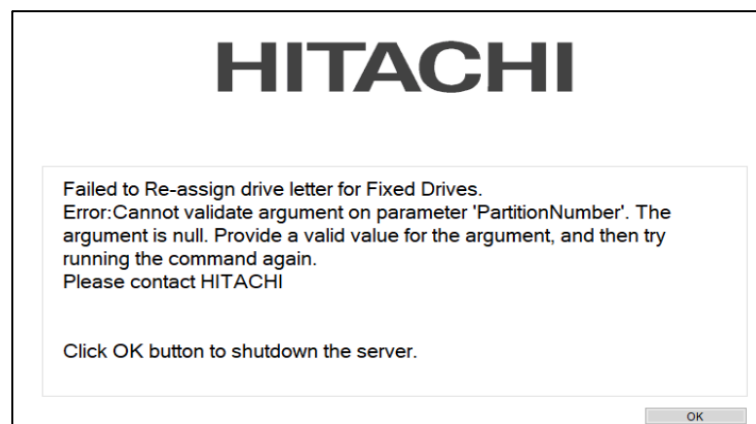 HITACHI
Failed to Re-assign drive letter for Fixed Drives.
Error:Cannot validate argument on parameter 'PartitionNumber'. The
argument is null. Provide a valid value for the argument, and then try
running the command again.
Please contact HITACHI
Click OK button to shutdown the server.
OK